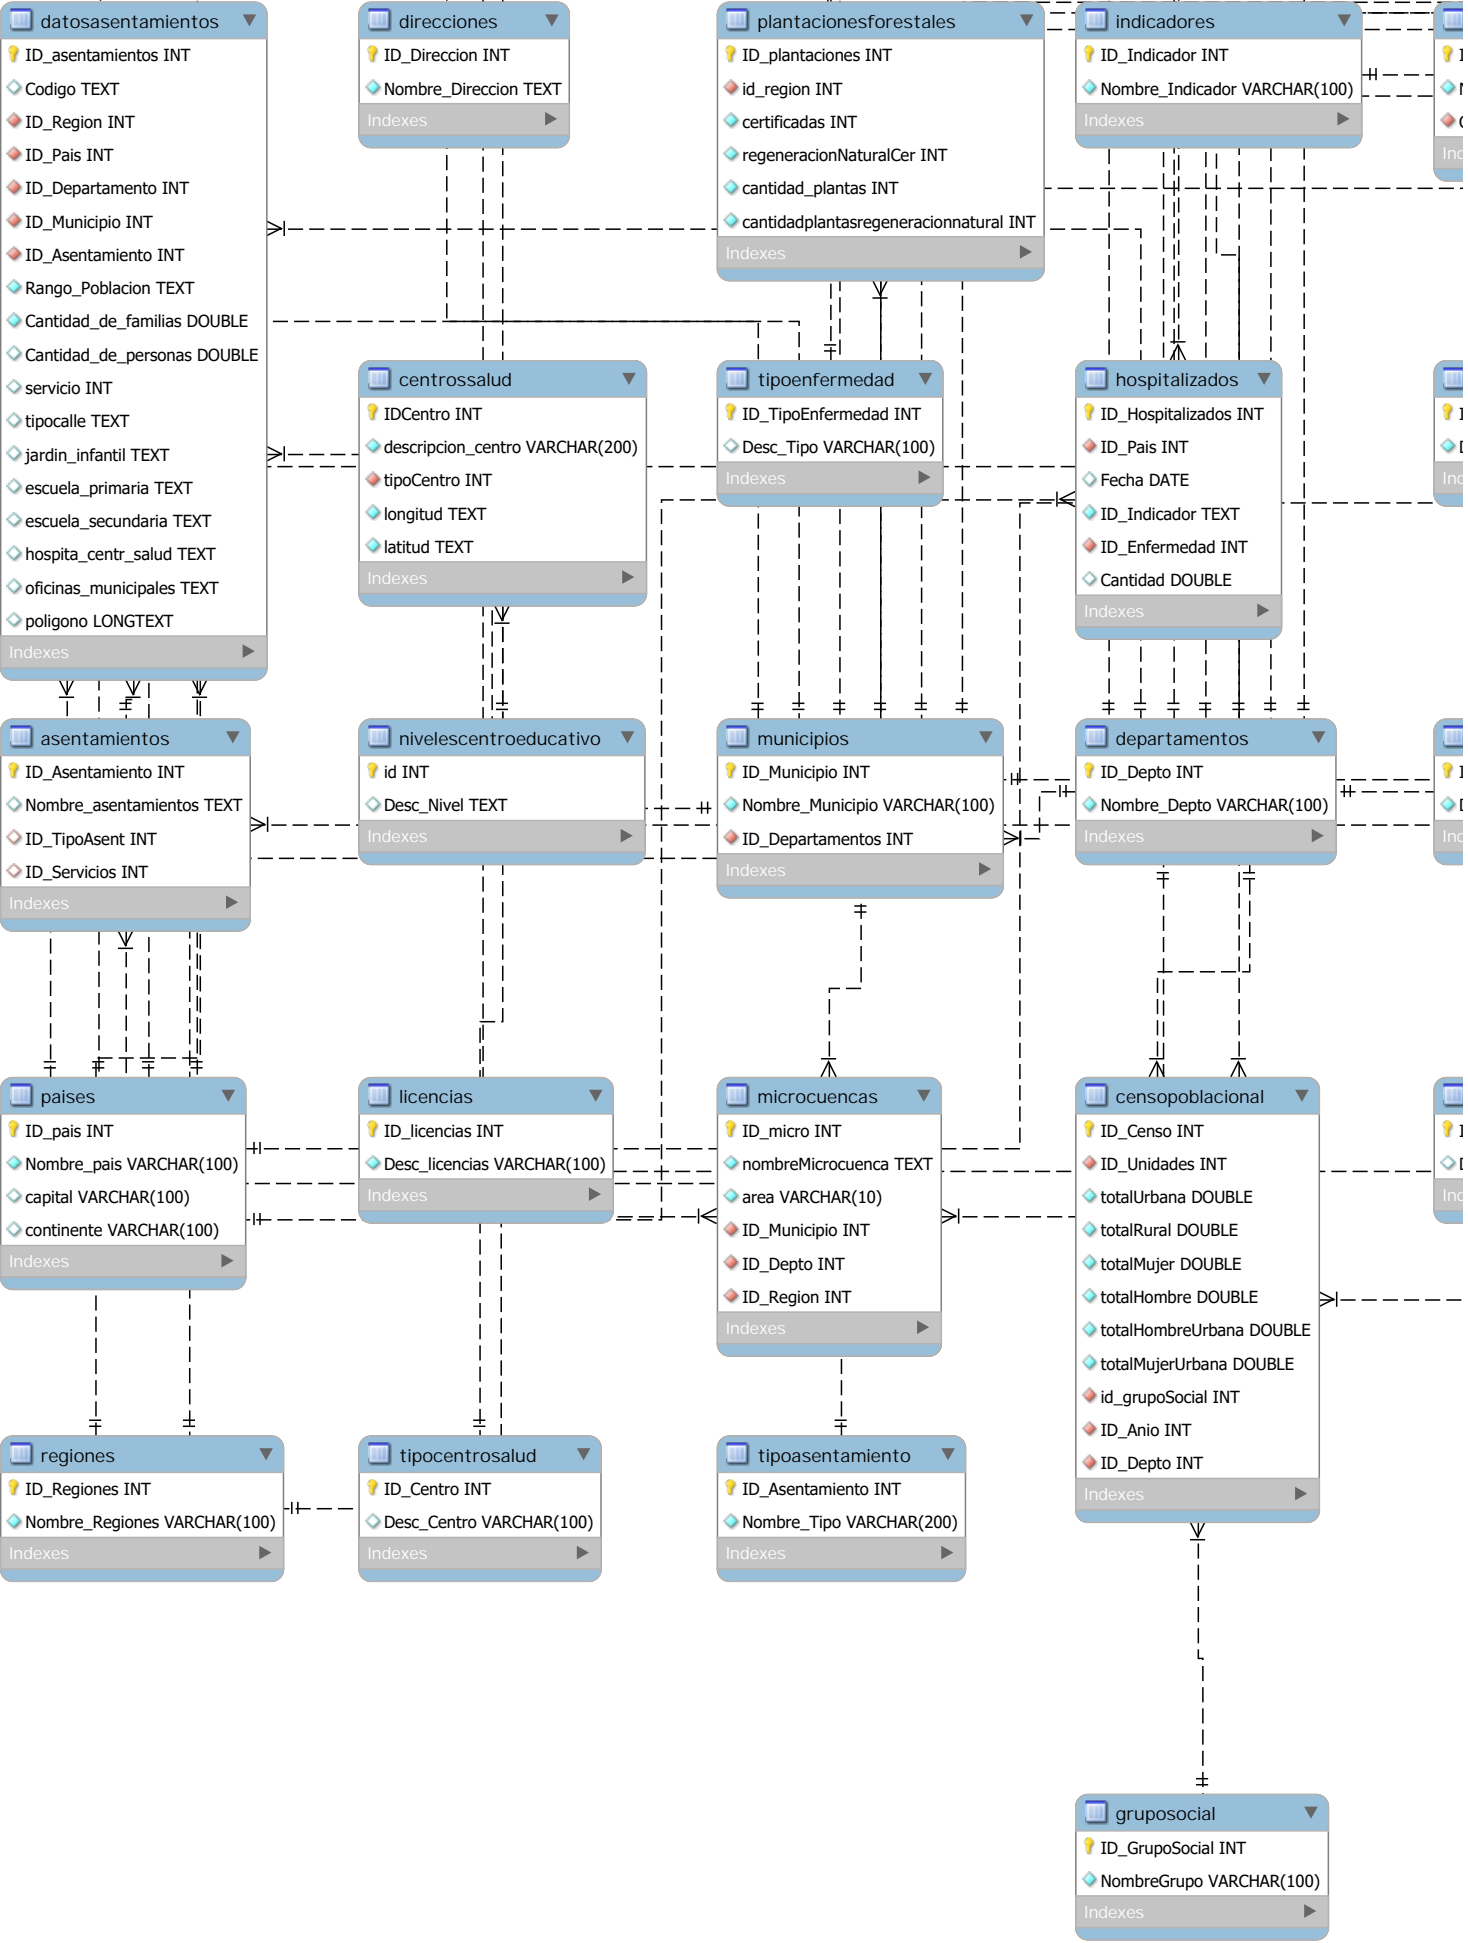 datosasentamientos
ID_asentamientos INT
Codigo TEXT
ID_Region INT
ID_Pais INT
ID_Departamento INT
ID_Municipio INT
ID_Asentamiento INT
Rango_Poblacion TEXT
Cantidad_de_familias DOUBLE
Cantidad_de_personas DOUBLE
servicio INT
tipocalle TEXT
jardin_infantil TEXT
escuela_primaria TEXT
escuela_secundaria TEXT
hospita_centr_salud TEXT
oficinas_municipales TEXT
poligono LONGTEXT
Indexes
direcciones
ID_Direccion INT
Nombre_Direccion TEXT
Indexes
plantacionesforestales
ID_plantaciones INT
id_region INT
certificadas INT
regeneracionNaturalCer INT
cantidad_plantas INT
cantidadplantasregeneracionnatural INT
Indexes
indicadores
ID_Indicador INT
Nombre_Indicador VARCHAR(100)
Indexes
centrossalud
IDCentro INT
descripcion_centro VARCHAR(200)
tipoCentro INT
longitud TEXT
latitud TEXT
Indexes
tipoenfermedad
ID_TipoEnfermedad INT
Desc_Tipo VARCHAR(100)
Indexes
hospitalizados
ID_Hospitalizados INT
ID_Pais INT
Fecha DATE
ID_Indicador TEXT
ID_Enfermedad INT
Cantidad DOUBLE
Indexes
asentamientos
ID_Asentamiento INT
Nombre_asentamientos TEXT
ID_TipoAsent INT
ID_Servicios INT
Indexes
nivelescentroeducativo
id INT
Desc_Nivel TEXT
Indexes
municipios
ID_Municipio INT
Nombre_Municipio VARCHAR(100)
ID_Departamentos INT
Indexes
departamentos
ID_Depto INT
Nombre_Depto VARCHAR(100)
Indexes
paises
ID_pais INT
Nombre_pais VARCHAR(100)
capital VARCHAR(100)
continente VARCHAR(100)
Indexes
licencias
ID_licencias INT
Desc_licencias VARCHAR(100)
Indexes
microcuencas
ID_micro INT
nombreMicrocuenca TEXT
area VARCHAR(10)
ID_Municipio INT
ID_Depto INT
ID_Region INT
Indexes
censopoblacional
ID_Censo INT
ID_Unidades INT
totalUrbana DOUBLE
totalRural DOUBLE
totalMujer DOUBLE
totalHombre DOUBLE
totalHombreUrbana DOUBLE
totalMujerUrbana DOUBLE
id_grupoSocial INT
ID_Anio INT
ID_Depto INT
Indexes
regiones
ID_Regiones INT
Nombre_Regiones VARCHAR(100)
Indexes
tipocentrosalud
ID_Centro INT
Desc_Centro VARCHAR(100)
Indexes
tipoasentamiento
ID_Asentamiento INT
Nombre_Tipo VARCHAR(200)
Indexes
gruposocial
ID_GrupoSocial INT
NombreGrupo VARCHAR(100)
Indexes